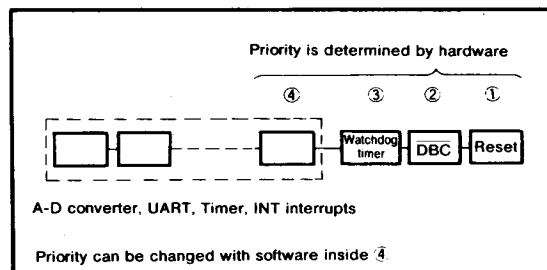 Priority is determined by hardware
④ ③ ② ①
Watchdog timer DBC Reset
A-D converter, UART, Timer, INT interrupts
Priority can be changed with software inside ④